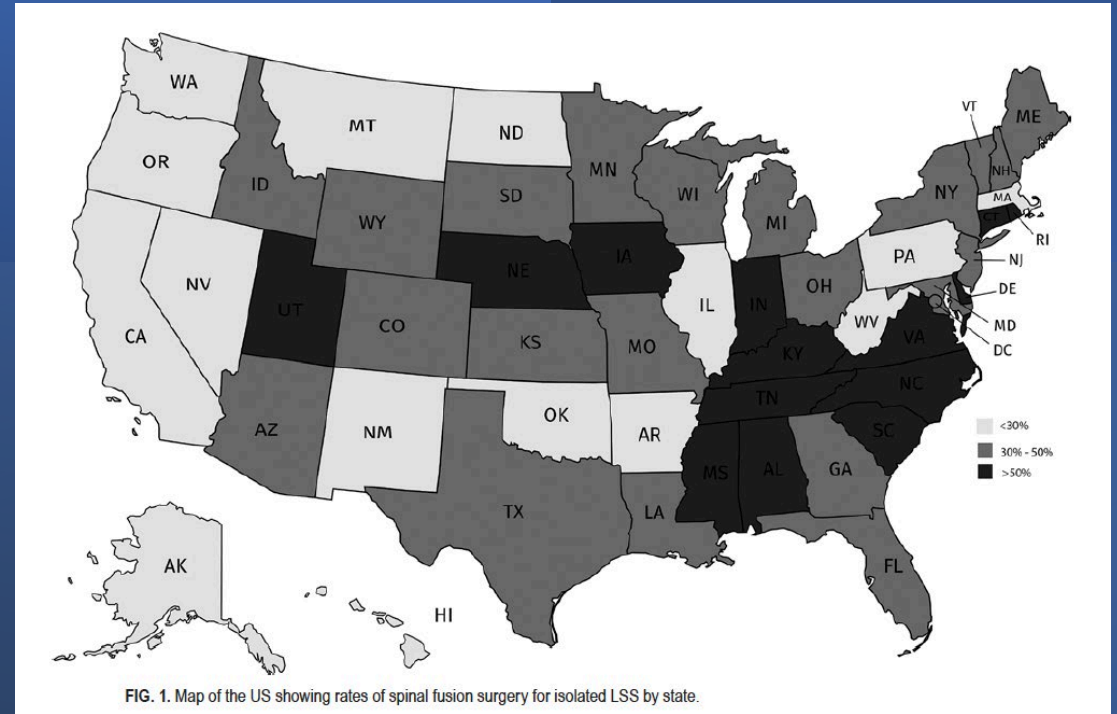 WA
MT
ND
MN
VT
ME
OR
ID
SD
WI
MI
NY
NH
MA
CT
RI
WY
NV
UT
NE
IA
PA
NJ
CA
CO
KS
MO
IL
IN
OH
WV
DE
MD
DC
KY
VA
AZ
NM
OK
AR
TN
NC
SC
<30%
30% - 50%
>50%
TX
LA
MS
AL
GA
FL
AK
HI
FIG. 1. Map of the US showing rates of spinal fusion surgery for isolated LSS by state.